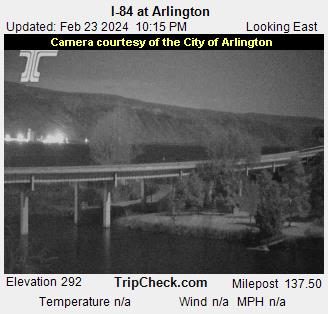 I-84 at Arlington
Updated: Feb 23 2024 10:15 PM Looking East
Camera courtesy of the City of Arlington
Elevation 292 TripCheck.com Milepost 137.50
Temperature n/a Wind n/a MPH n/a